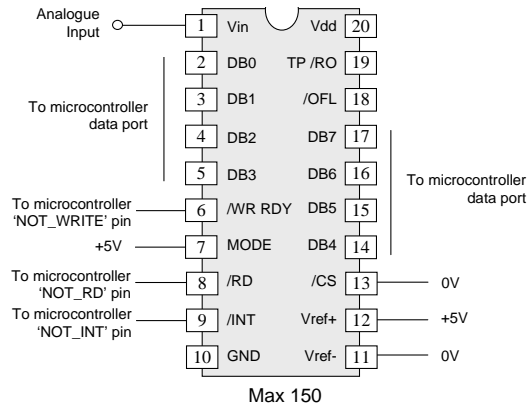 Analogue
Input
1 Vin Vdd 20
2 DB0 TP /RO 19
3 DB1 /OFL 18
To microcontroller
data port
4 DB2 DB7 17
5 DB3 DB6 16
To microcontroller
data port
To microcontroller
'NOT_WRITE' pin
6 /WR RDY DB5 15
+5V 7 MODE DB4 14
To microcontroller
'NOT_RD' pin
8 /RD /CS 13 0V
To microcontroller
'NOT_INT' pin
9 /INT Vref+ 12 +5V
10 GND Vref- 11 0V
Max 150